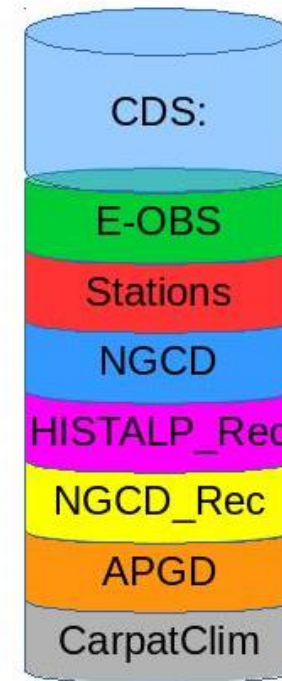 CDS:
E-OBS
Stations
NGCD
HISTALP_Rec
NGCD_Rec
APGD
CarpatClim